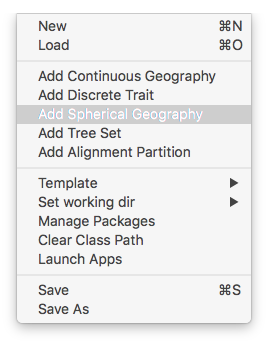 New ⌘N
Load ⌘O
Add Continuous Geography
Add Discrete Trait
Add Spherical Geography
Add Tree Set
Add Alignment Partition
Template ▶
Set working dir ▶
Manage Packages
Clear Class Path
Launch Apps
Save ⌘S
Save As